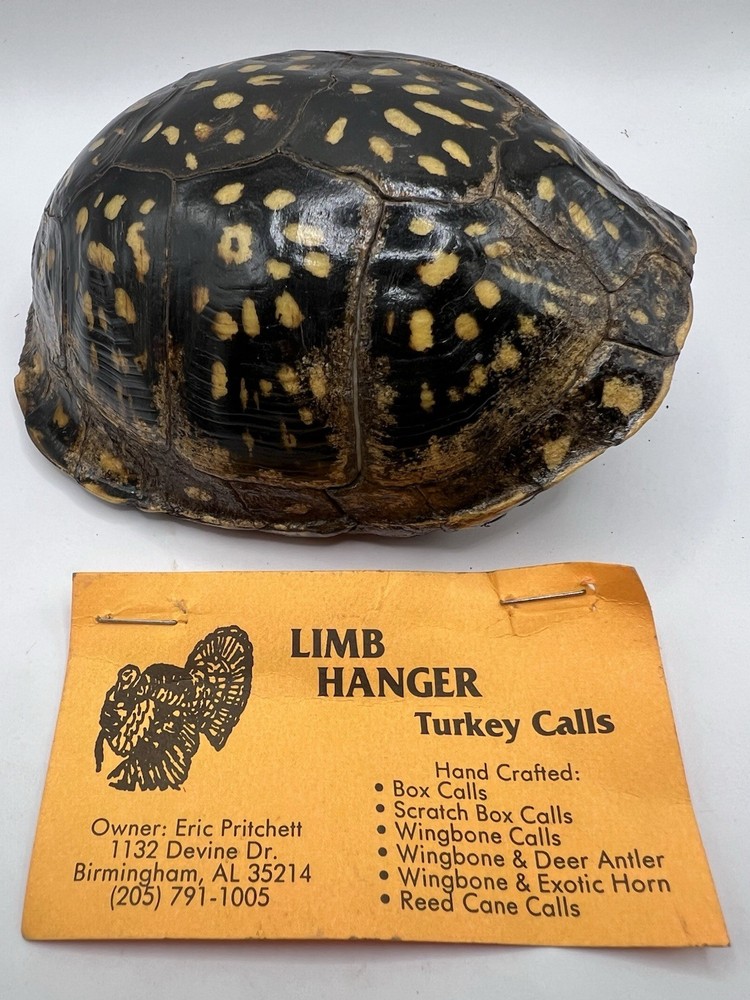 LIMB
HANGER
Turkey Calls
Owner: Eric Pritchett
1132 Devine Dr.
Birmingham, AL 35214
(205) 791-1005
Hand Crafted:
• Box Calls
• Scratch Box Calls
• Wingbone Calls
• Wingbone & Deer Antler
• Wingbone & Exotic Horn
• Reed Cane Calls